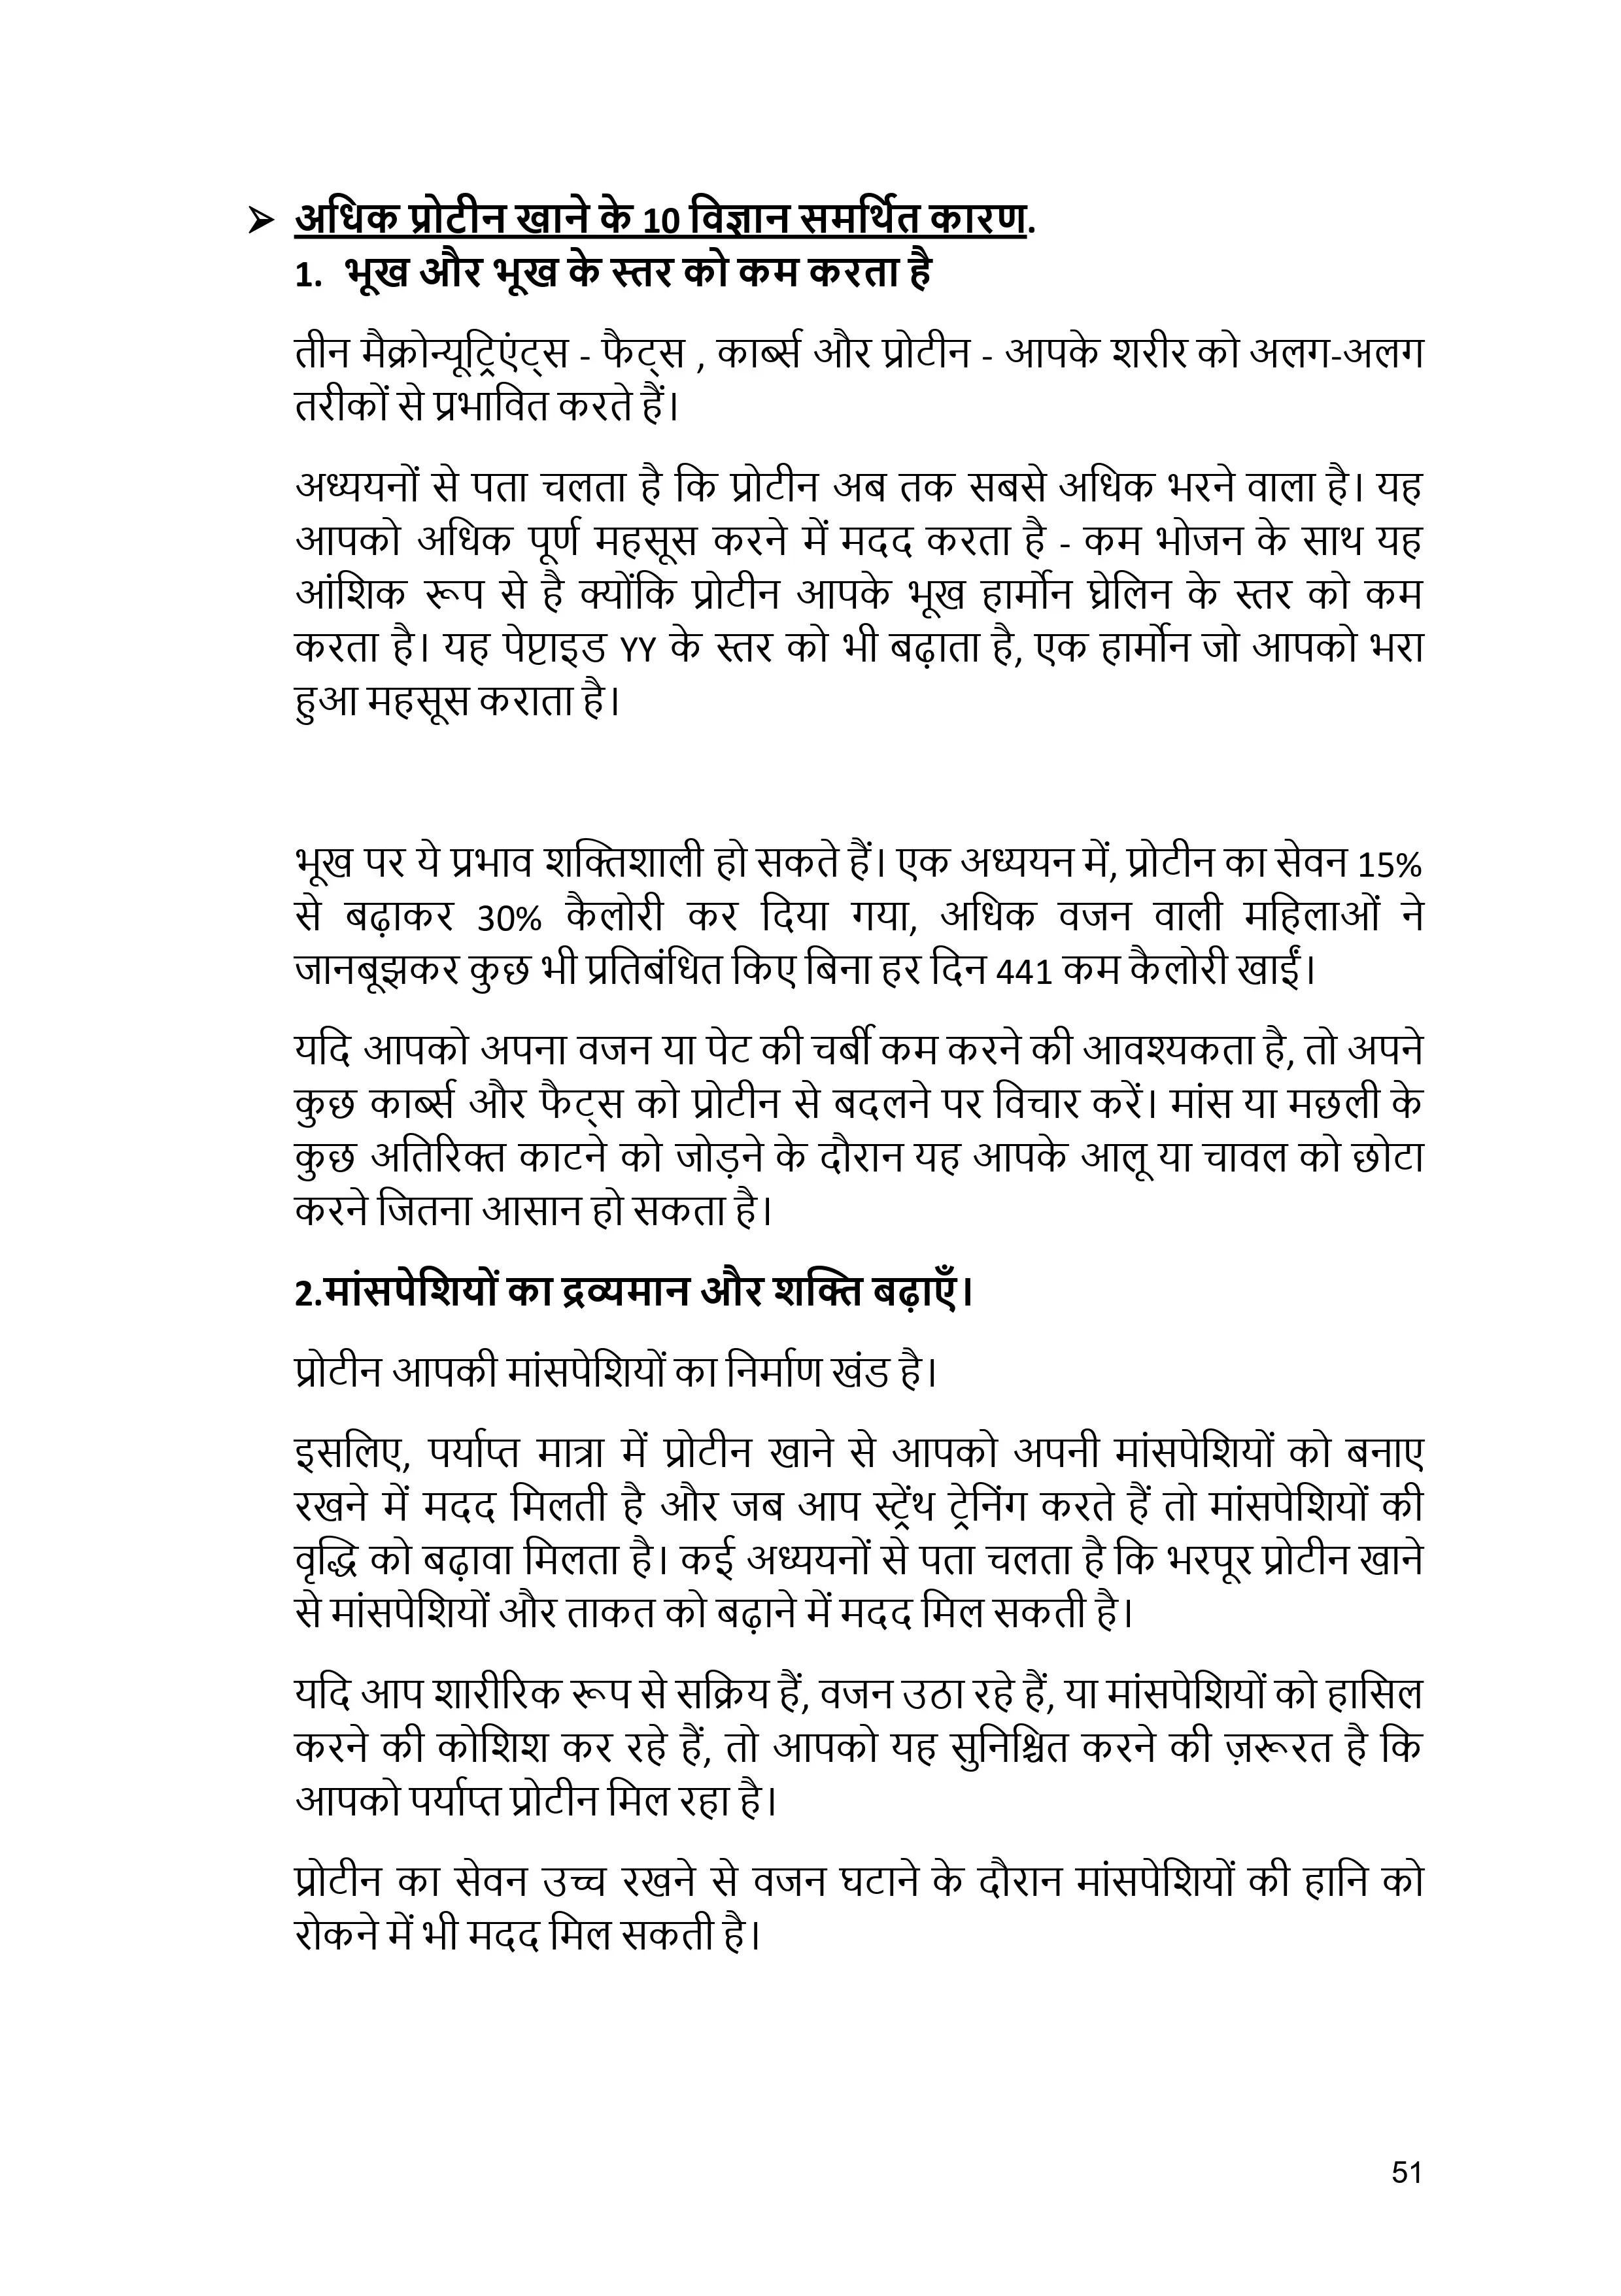 ➢ अधिक प्रोटीन खाने के 10 विज्ञान समर्थित कारण.
1. भूख और भूख के स्तर को कम करता है
तीन मैक्रोन्यूट्रिएंट्स - फैट्स , कार्ब्स और प्रोटीन - आपके शरीर को अलग-अलग
तरीकों से प्रभावित करते हैं।
अध्ययनों से पता चलता है कि प्रोटीन अब तक सबसे अधिक भरने वाला है। यह
आपको अधिक पूर्ण महसूस करने में मदद करता है - कम भोजन के साथ यह
आंशिक रूप से है क्योंकि प्रोटीन आपके भूख हार्मोन घ्रेलिन के स्तर को कम
करता है। यह पेप्टाइड YY के स्तर को भी बढ़ाता है, एक हार्मोन जो आपको भरा
हुआ महसूस कराता है।
भूख पर ये प्रभाव शक्तिशाली हो सकते हैं। एक अध्ययन में, प्रोटीन का सेवन 15%
से बढ़ाकर 30% कैलोरी कर दिया गया, अधिक वजन वाली महिलाओं ने
जानबूझकर कुछ भी प्रतिबंधित किए बिना हर दिन 441 कम कैलोरी खाईं।
यदि आपको अपना वजन या पेट की चर्बी कम करने की आवश्यकता है, तो अपने
कुछ कार्ब्स और फैट्स को प्रोटीन से बदलने पर विचार करें। मांस या मछली के
कुछ अतिरिक्त काटने को जोड़ने के दौरान यह आपके आलू या चावल को छोटा
करने जितना आसान हो सकता है।
2.मांसपेशियों का द्रव्यमान और शक्ति बढ़ाएँ।
प्रोटीन आपकी मांसपेशियों का निर्माण खंड है।
इसलिए, पर्याप्त मात्रा में प्रोटीन खाने से आपको अपनी मांसपेशियों को बनाए
रखने में मदद मिलती है और जब आप स्ट्रेंथ ट्रेनिंग करते हैं तो मांसपेशियों की
वृद्धि को बढ़ावा मिलता है। कई अध्ययनों से पता चलता है कि भरपूर प्रोटीन खाने
से मांसपेशियों और ताकत को बढ़ाने में मदद मिल सकती है।
यदि आप शारीरिक रूप से सक्रिय हैं, वजन उठा रहे हैं, या मांसपेशियों को हासिल
करने की कोशिश कर रहे हैं, तो आपको यह सुनिश्चित करने की ज़रूरत है कि
आपको पर्याप्त प्रोटीन मिल रहा है।
प्रोटीन का सेवन उच्च रखने से वजन घटाने के दौरान मांसपेशियों की हानि को
रोकने में भी मदद मिल सकती है।
51